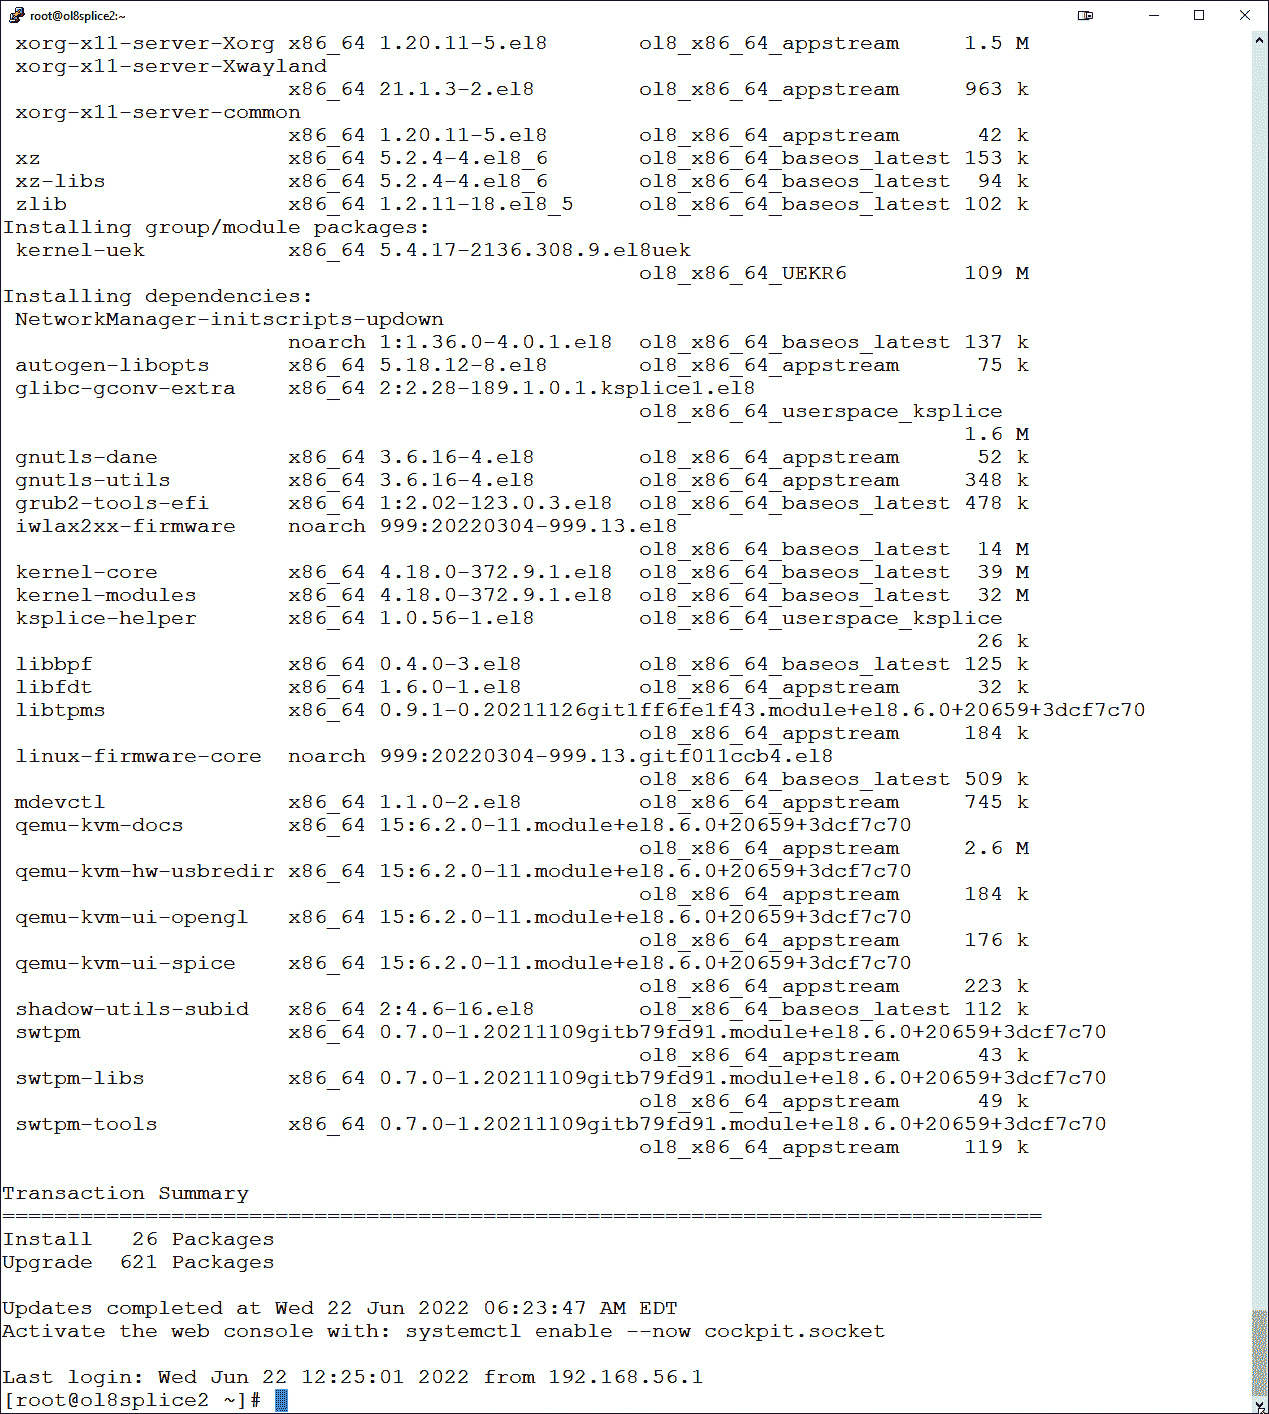 root@ol8splice2:~
 xorg-x11-server-Xorg x86_64 1.20.11-5.el8       ol8_x86_64_appstream     1.5 M
 xorg-x11-server-Xwayland
                      x86_64 21.1.3-2.el8        ol8_x86_64_appstream     963 k
 xorg-x11-server-common
                      x86_64 1.20.11-5.el8       ol8_x86_64_appstream      42 k
 xz                   x86_64 5.2.4-4.el8_6       ol8_x86_64_baseos_latest 153 k
 xz-libs              x86_64 5.2.4-4.el8_6       ol8_x86_64_baseos_latest  94 k
 zlib                 x86_64 1.2.11-18.el8_5     ol8_x86_64_baseos_latest 102 k
Installing group/module packages:
 kernel-uek           x86_64 5.4.17-2136.308.9.el8uek
                                                 ol8_x86_64_UEKR6         109 M
Installing dependencies:
 NetworkManager-initscripts-updown
                      noarch 1:1.36.0-4.0.1.el8  ol8_x86_64_baseos_latest 137 k
 autogen-libopts      x86_64 5.18.12-8.el8       ol8_x86_64_appstream      75 k
 glibc-gconv-extra    x86_64 2:2.28-189.1.0.1.ksplice1.el8
                                                 ol8_x86_64_userspace_ksplice
                                                                          1.6 M
 gnutls-dane          x86_64 3.6.16-4.el8        ol8_x86_64_appstream      52 k
 gnutls-utils         x86_64 3.6.16-4.el8        ol8_x86_64_appstream     348 k
 grub2-tools-efi      x86_64 1:2.02-123.0.3.el8  ol8_x86_64_baseos_latest 478 k
 iwlax2xx-firmware    noarch 999:20220304-999.13.el8
                                                 ol8_x86_64_baseos_latest  14 M
 kernel-core          x86_64 4.18.0-372.9.1.el8  ol8_x86_64_baseos_latest  39 M
 kernel-modules       x86_64 4.18.0-372.9.1.el8  ol8_x86_64_baseos_latest  32 M
 ksplice-helper       x86_64 1.0.56-1.el8        ol8_x86_64_userspace_ksplice
                                                                           26 k
 libbpf               x86_64 0.4.0-3.el8         ol8_x86_64_baseos_latest 125 k
 libfdt               x86_64 1.6.0-1.el8         ol8_x86_64_appstream      32 k
 libtpms              x86_64 0.9.1-0.20211126git1ff6fe1f43.module+el8.6.0+20659+3dcf7c70
                                                 ol8_x86_64_appstream     184 k
 linux-firmware-core  noarch 999:20220304-999.13.gitf011ccb4.el8
                                                 ol8_x86_64_baseos_latest 509 k
 mdevctl              x86_64 1.1.0-2.el8         ol8_x86_64_appstream     745 k
 qemu-kvm-docs        x86_64 15:6.2.0-11.module+el8.6.0+20659+3dcf7c70
                                                 ol8_x86_64_appstream     2.6 M
 qemu-kvm-hw-usbredir x86_64 15:6.2.0-11.module+el8.6.0+20659+3dcf7c70
                                                 ol8_x86_64_appstream     184 k
 qemu-kvm-ui-opengl   x86_64 15:6.2.0-11.module+el8.6.0+20659+3dcf7c70
                                                 ol8_x86_64_appstream     176 k
 qemu-kvm-ui-spice    x86_64 15:6.2.0-11.module+el8.6.0+20659+3dcf7c70
                                                 ol8_x86_64_appstream     223 k
 shadow-utils-subid   x86_64 2:4.6-16.el8        ol8_x86_64_baseos_latest 112 k
 swtpm                x86_64 0.7.0-1.20211109gitb79fd91.module+el8.6.0+20659+3dcf7c70
                                                 ol8_x86_64_appstream      43 k
 swtpm-libs           x86_64 0.7.0-1.20211109gitb79fd91.module+el8.6.0+20659+3dcf7c70
                                                 ol8_x86_64_appstream      49 k
 swtpm-tools          x86_64 0.7.0-1.20211109gitb79fd91.module+el8.6.0+20659+3dcf7c70
                                                 ol8_x86_64_appstream     119 k

Transaction Summary
================================================================================
Install   26 Packages
Upgrade  621 Packages

Updates completed at Wed 22 Jun 2022 06:23:47 AM EDT
Activate the web console with: systemctl enable --now cockpit.socket

Last login: Wed Jun 22 12:25:01 2022 from 192.168.56.1
[root@ol8splice2 ~]#